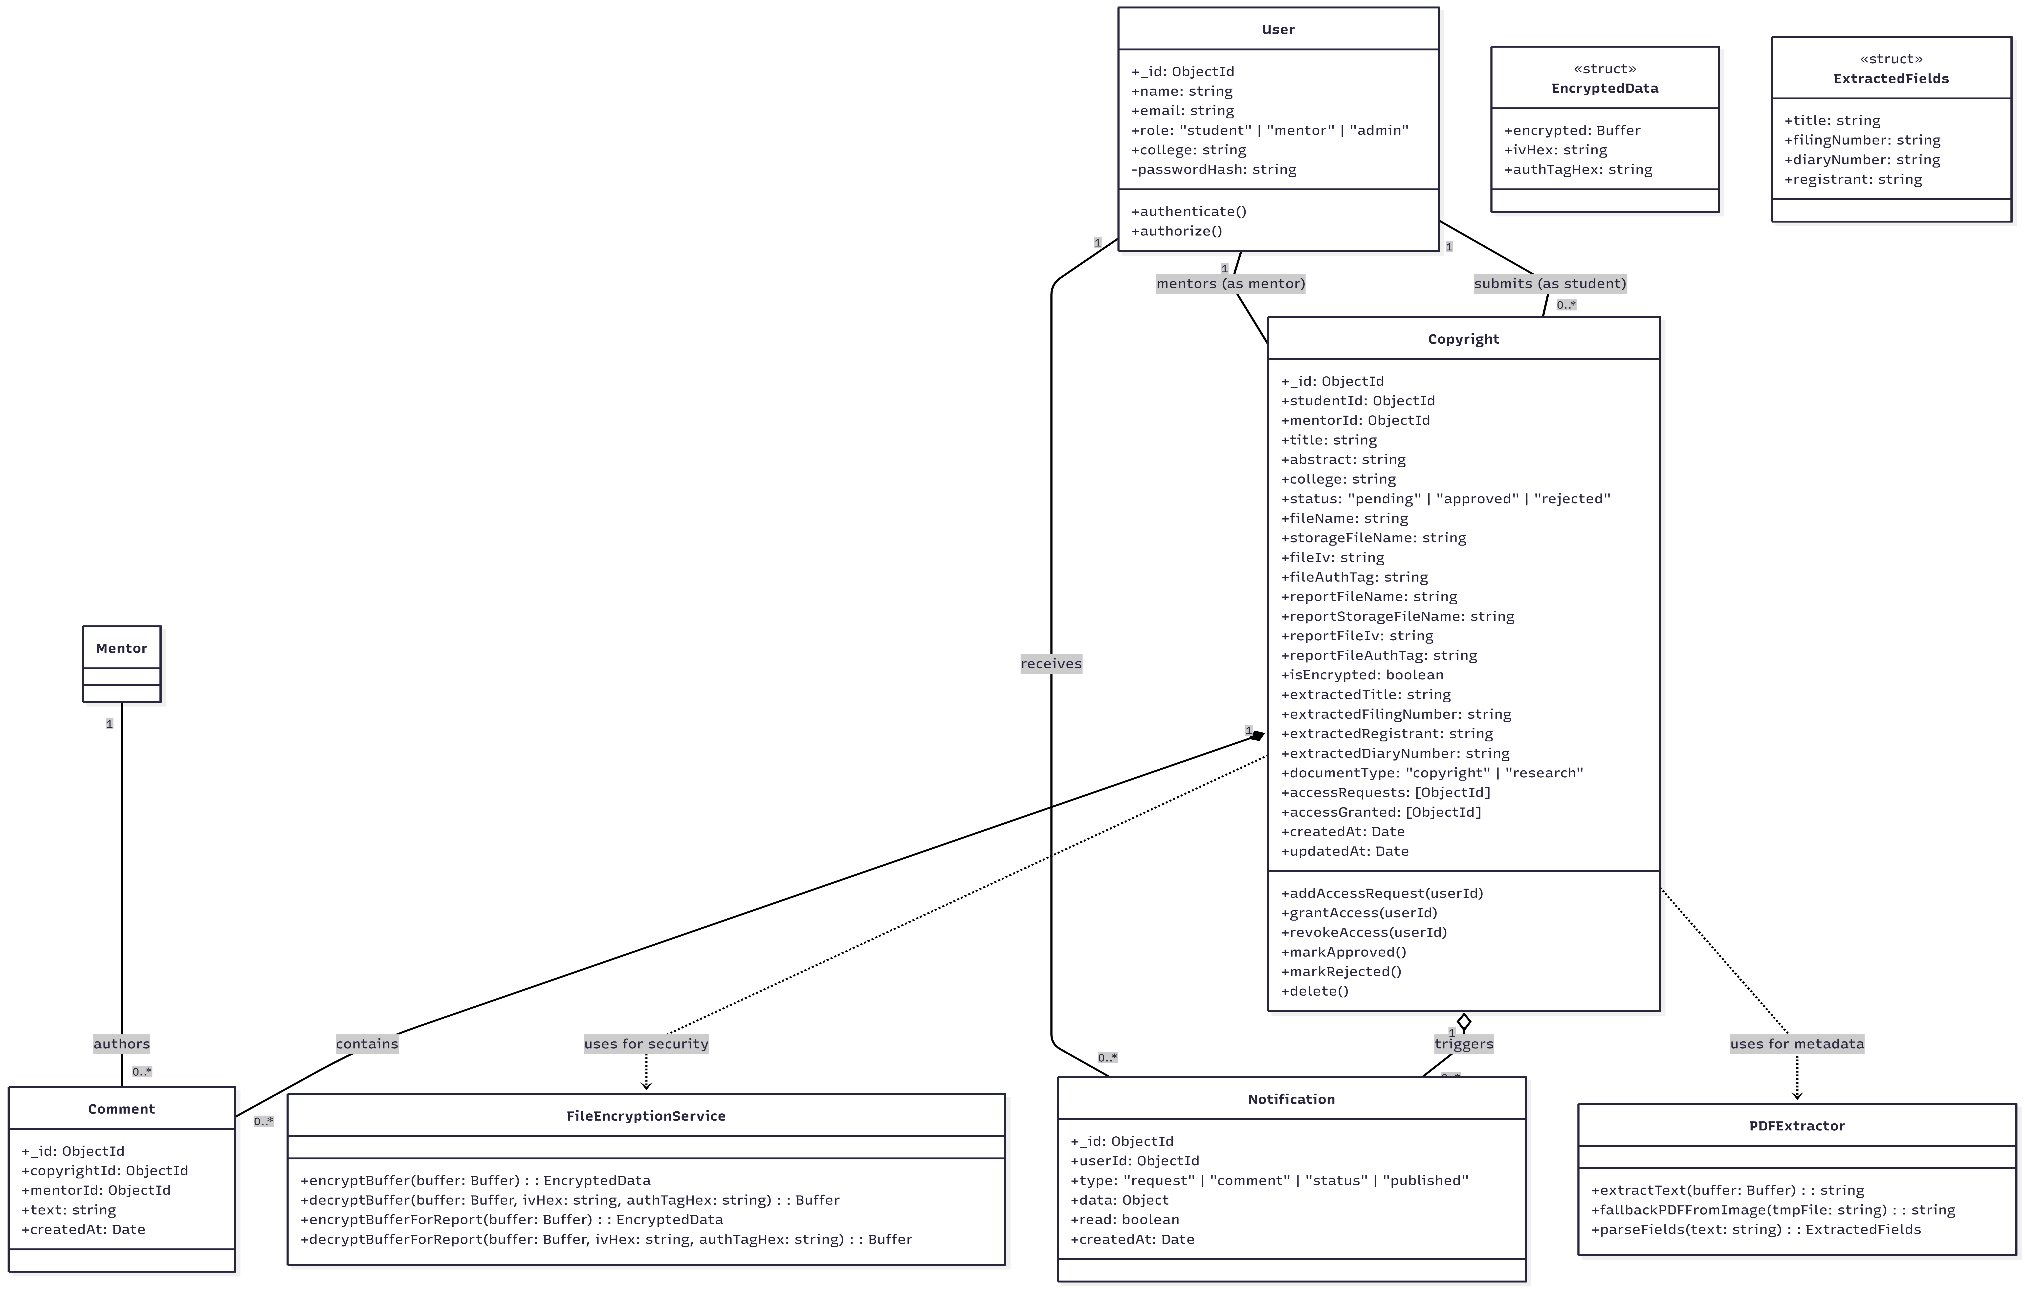 User
+_id: ObjectId
+name: string
+email: string
+role: "student" | "mentor" | "admin"
+college: string
-passwordHash: string
+authenticate()
+authorize()
«struct»
EncryptedData
+encrypted: Buffer
+ivHex: string
+authTagHex: string
«struct»
ExtractedFields
+title: string
+filingNumber: string
+diaryNumber: string
+registrant: string
1
1
mentors (as mentor)
1
submits (as student)
0..*
Copyright
+_id: ObjectId
+studentId: ObjectId
+mentorId: ObjectId
+title: string
+abstract: string
+college: string
+status: "pending" | "approved" | "rejected"
+fileName: string
+storageFileName: string
+fileIv: string
+fileAuthTag: string
+reportFileName: string
+reportStorageFileName: string
+reportFileIv: string
+reportFileAuthTag: string
+isEncrypted: boolean
+extractedTitle: string
+extractedFilingNumber: string
+extractedRegistrant: string
+extractedDiaryNumber: string
+documentType: "copyright" | "research"
+accessRequests: [ObjectId]
+accessGranted: [ObjectId]
+createdAt: Date
+updatedAt: Date
+addAccessRequest(userId)
+grantAccess(userId)
+revokeAccess(userId)
+markApproved()
+markRejected()
+delete()
Mentor
1
receives
1
authors
0..*
contains
0..*
uses for security
0..*
1
triggers
uses for metadata
Comment
+_id: ObjectId
+copyrightId: ObjectId
+mentorId: ObjectId
+text: string
+createdAt: Date
FileEncryptionService
+encryptBuffer(buffer: Buffer) : : EncryptedData
+decryptBuffer(buffer: Buffer, ivHex: string, authTagHex: string) : : Buffer
+encryptBufferForReport(buffer: Buffer) : : EncryptedData
+decryptBufferForReport(buffer: Buffer, ivHex: string, authTagHex: string) : : Buffer
Notification
+_id: ObjectId
+userId: ObjectId
+type: "request" | "comment" | "status" | "published"
+data: Object
+read: boolean
+createdAt: Date
PDFExtractor
+extractText(buffer: Buffer) : : string
+fallbackPDFFromImage(tmpFile: string) : : string
+parseFields(text: string) : : ExtractedFields